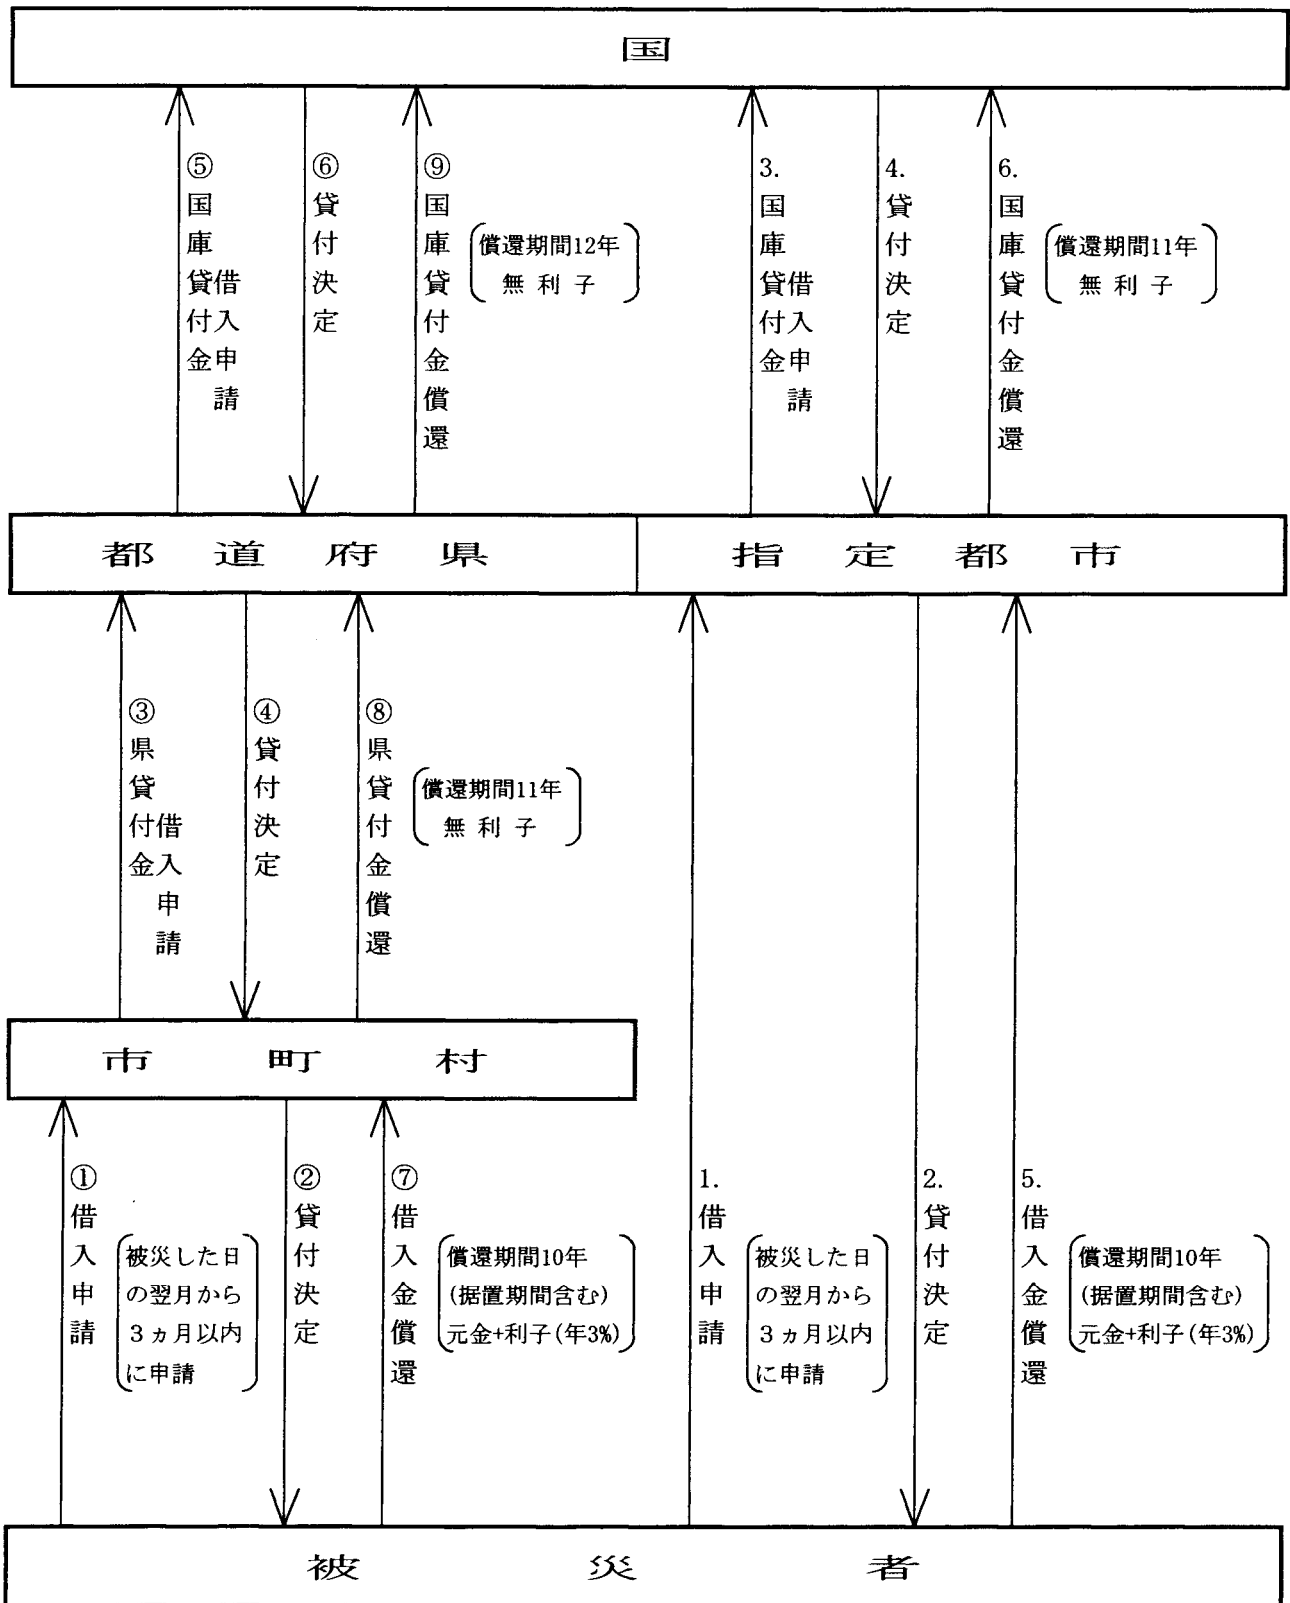 国
⑤国庫貸付金
借入申請
⑥貸付決定
⑨国庫貸付金償還
償還期間12年
無利子
3.国庫貸付金
借入申請
4.貸付決定
6.国庫貸付金償還
償還期間11年
無利子
都道府県
指定都市
③県貸付金
借入申請
④貸付決定
⑧県貸付金償還
償還期間11年
無利子
市町村
①借入申請
被災した日
の翌月から
3ヵ月以内
に申請
②貸付決定
⑦借入金償還
償還期間10年
(据置期間含む)
元金+利子(年3%)
1.借入申請
被災した日
の翌月から
3ヵ月以内
に申請
2.貸付決定
5.借入金償還
償還期間10年
(据置期間含む)
元金+利子(年3%)
被災者